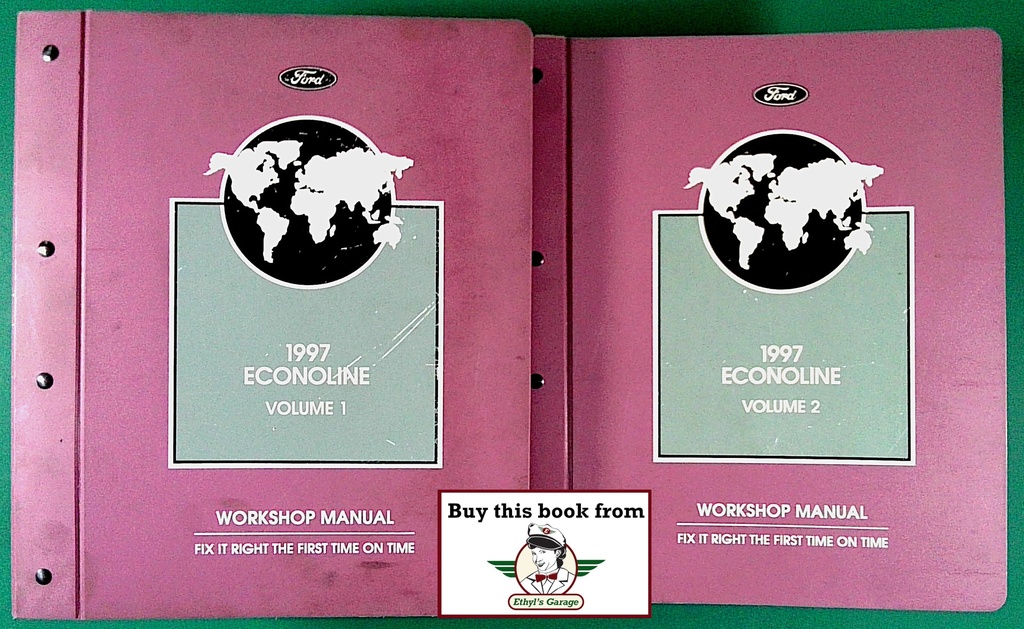 Ford
1997
ECONOLINE
VOLUME 1
WORKSHOP MANUAL
FIX IT RIGHT THE FIRST TIME ON TIME
Ford
1997
ECONOLINE
VOLUME 2
WORKSHOP MANUAL
FIX IT RIGHT THE FIRST TIME ON TIME
Buy this book from
Ethyl's Garage